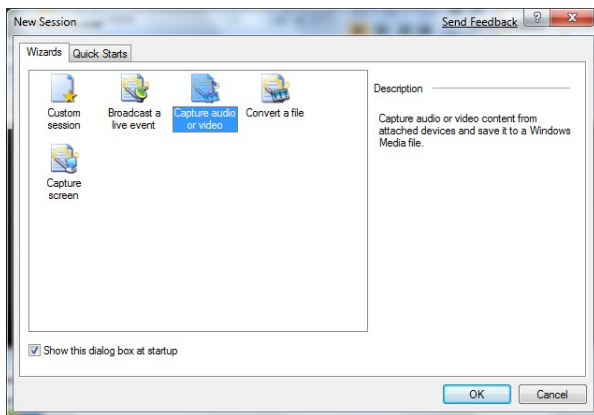 New Session
Send Feedback
?
X
Wizards
Quick Starts
Custom
session
Broadcast a
live event
Capture audio
or video
Convert a file
Capture
screen
Description
Capture audio or video content from
attached devices and save it to a Windows
Media file.
Show this dialog box at startup
OK
Cancel